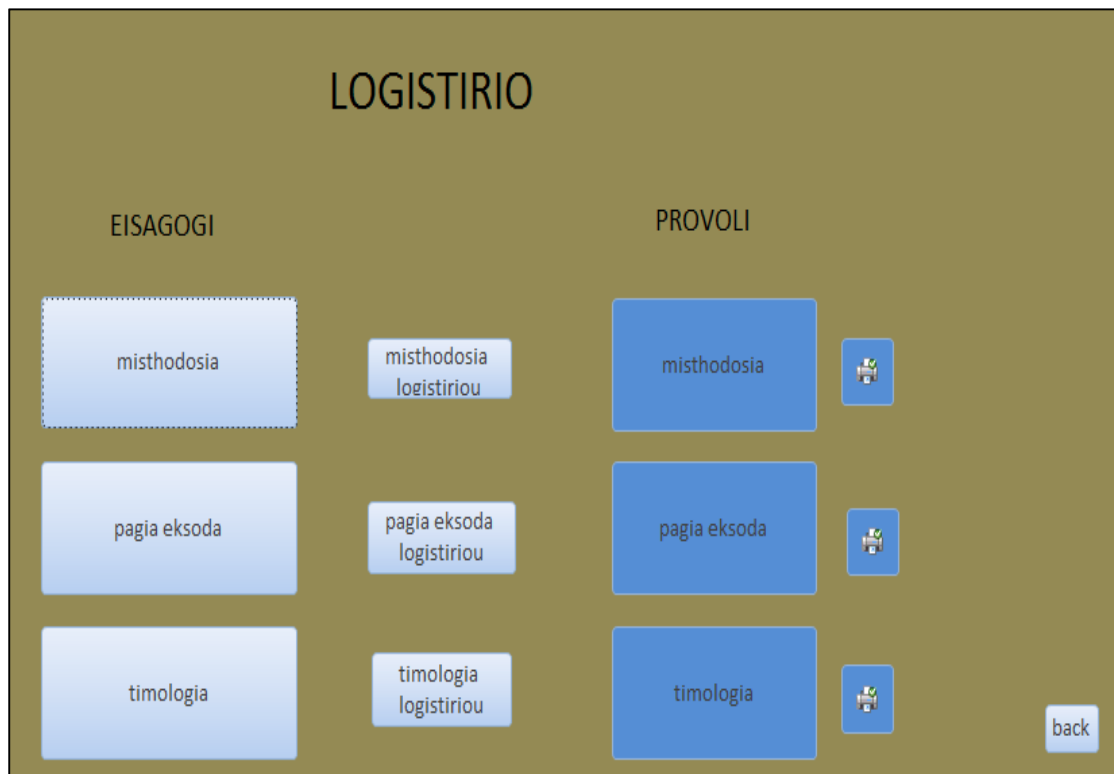 LOGISTIRIO
EISAGOGI
PROVOLI
misthodosia
misthodosia
logistiriou
misthodosia
pagia eksoda
pagia eksoda
logistiriou
pagia eksoda
timologia
timologia
logistiriou
timologia
back